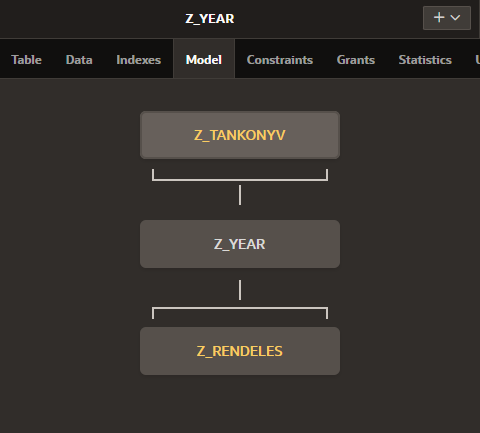 Z_YEAR
Table Data Indexes Model Constraints Grants Statistics
Z_TANKONYV
Z_YEAR
Z_RENDELES